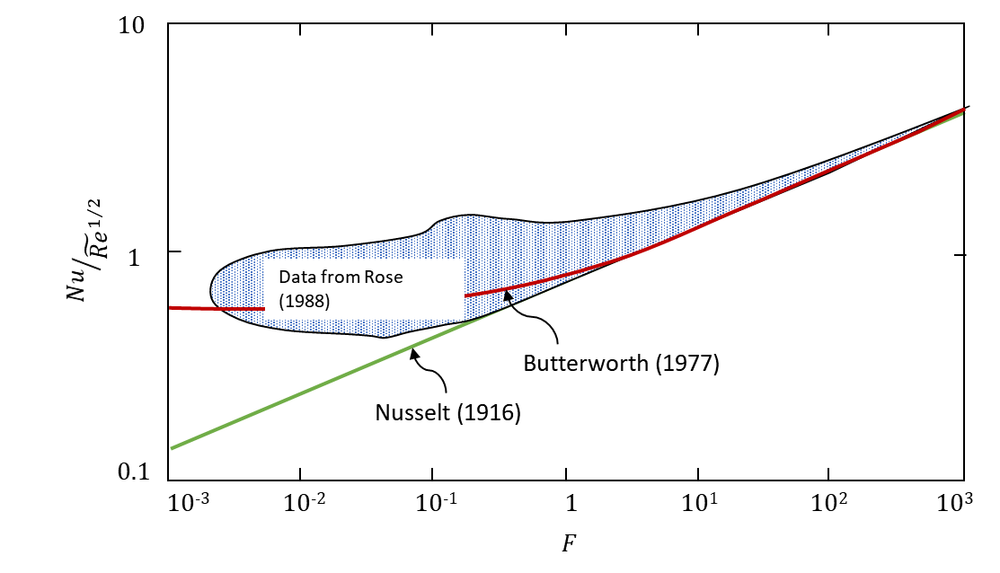 10
Nu/R̃e^{1/2}
1
Data from Rose
(1988)
Butterworth (1977)
Nusselt (1916)
0.1
10^{-3} 10^{-2} 10^{-1} 1 10^1 10^2 10^3
F